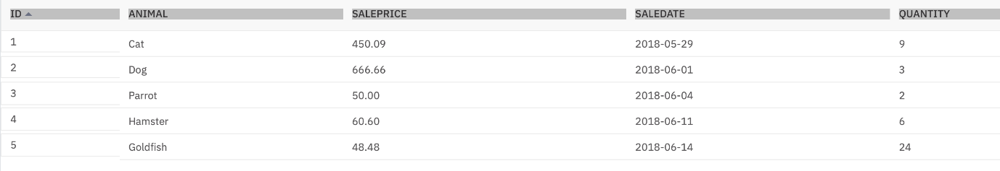 ID ANIMAL SALEPRICE SALEDATE QUANTITY
1 Cat 450.09 2018-05-29 9
2 Dog 666.66 2018-06-01 3
3 Parrot 50.00 2018-06-04 2
4 Hamster 60.60 2018-06-11 6
5 Goldfish 48.48 2018-06-14 24